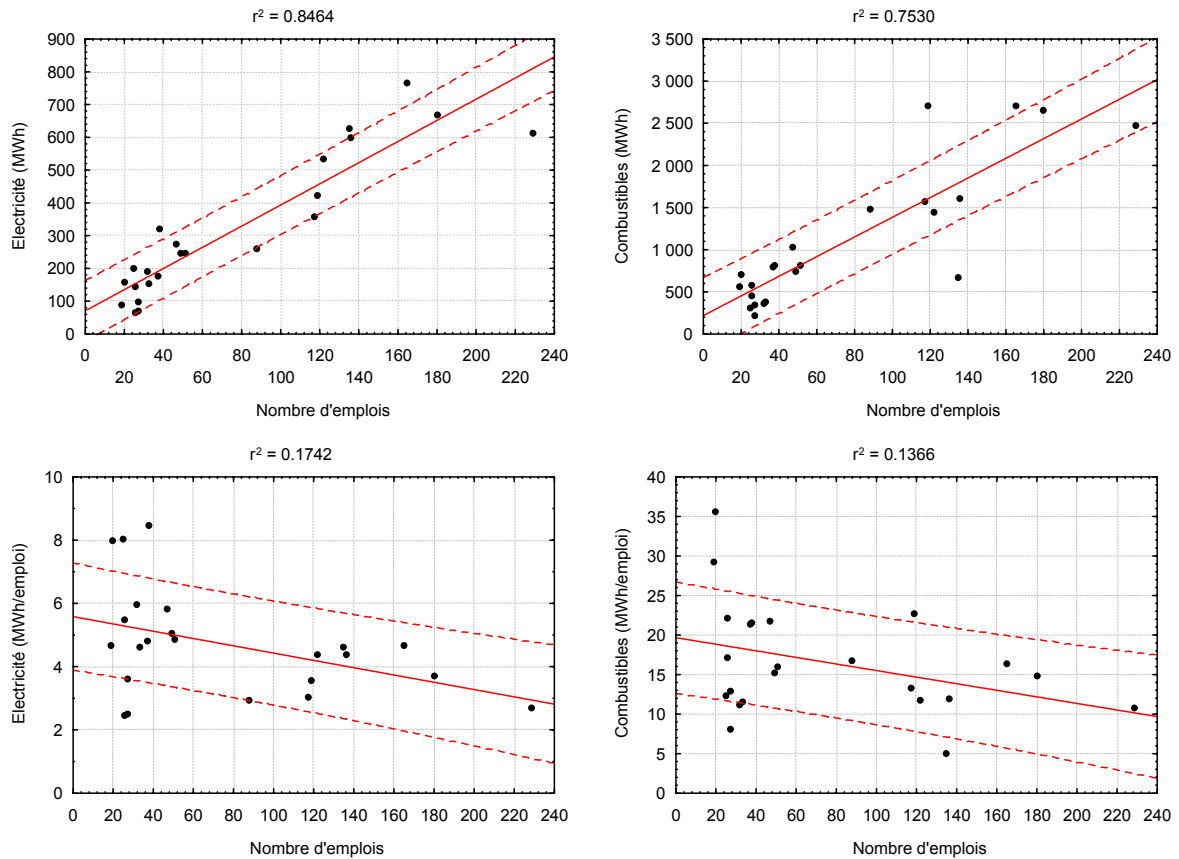 r² = 0.8464
900
800
700
600
500
400
300
200
100
0
Electricité (MWh)
0 40 80 120 160 200 240
20 60 100 140 180 220
Nombre d'emplois
r² = 0.7530
3 500
3 000
2 500
2 000
1 500
1 000
500
0
Combustibles (MWh)
0 40 80 120 160 200 240
20 60 100 140 180 220
Nombre d'emplois
r² = 0.1742
10
8
6
4
2
0
Electricité (MWh/emploi)
0 20 40 60 80 100 120 140 160 180 200 220 240
Nombre d'emplois
r² = 0.1366
40
35
30
25
20
15
10
5
0
Combustibles (MWh/emploi)
0 20 40 60 80 100 120 140 160 180 200 220 240
Nombre d'emplois